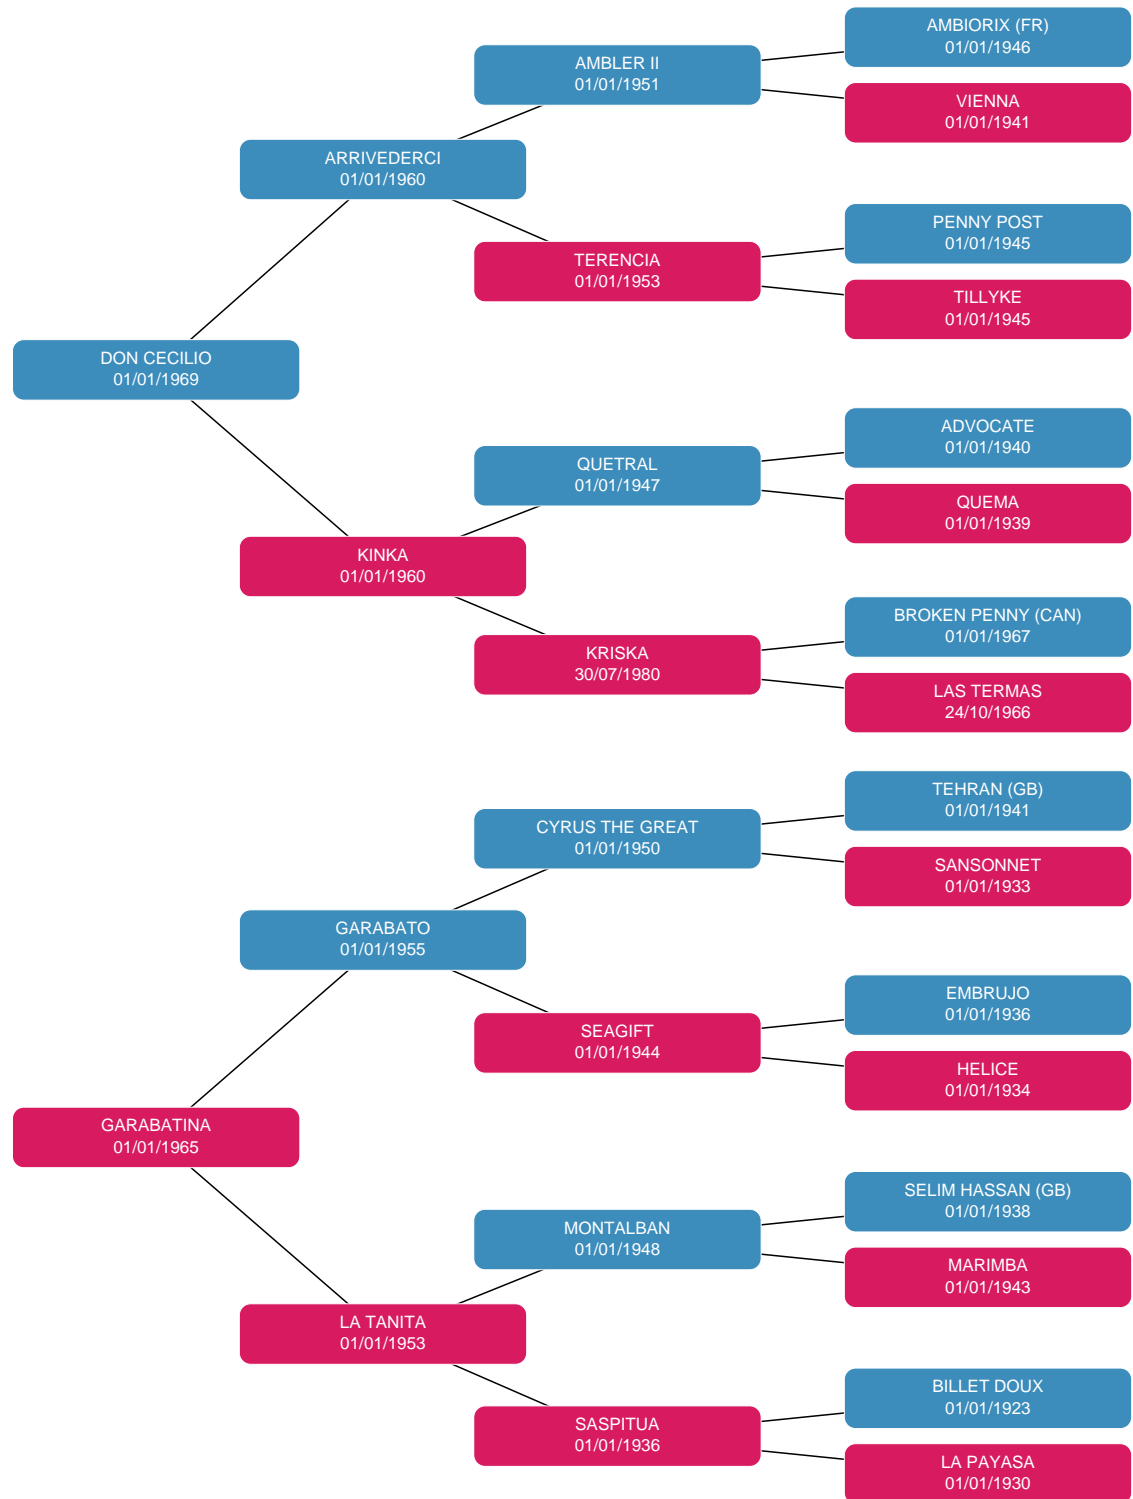 AMBIORIX (FR)
01/01/1946
AMBLER II
01/01/1951
VIENNA
01/01/1941
ARRIVEDERCI
01/01/1960
PENNY POST
01/01/1945
TERENCIA
01/01/1953
TILLYKE
01/01/1945
DON CECILIO
01/01/1969
ADVOCATE
01/01/1940
QUETRAL
01/01/1947
QUEMA
01/01/1939
KINKA
01/01/1960
BROKEN PENNY (CAN)
01/01/1967
KRISKA
30/07/1980
LAS TERMAS
24/10/1966
TEHRAN (GB)
01/01/1941
CYRUS THE GREAT
01/01/1950
SANSONNET
01/01/1933
GARABATO
01/01/1955
EMBRUJO
01/01/1936
SEAGIFT
01/01/1944
HELICE
01/01/1934
GARABATINA
01/01/1965
SELIM HASSAN (GB)
01/01/1938
MONTALBAN
01/01/1948
MARIMBA
01/01/1943
LA TANITA
01/01/1953
BILLET DOUX
01/01/1923
SASPITUA
01/01/1936
LA PAYASA
01/01/1930